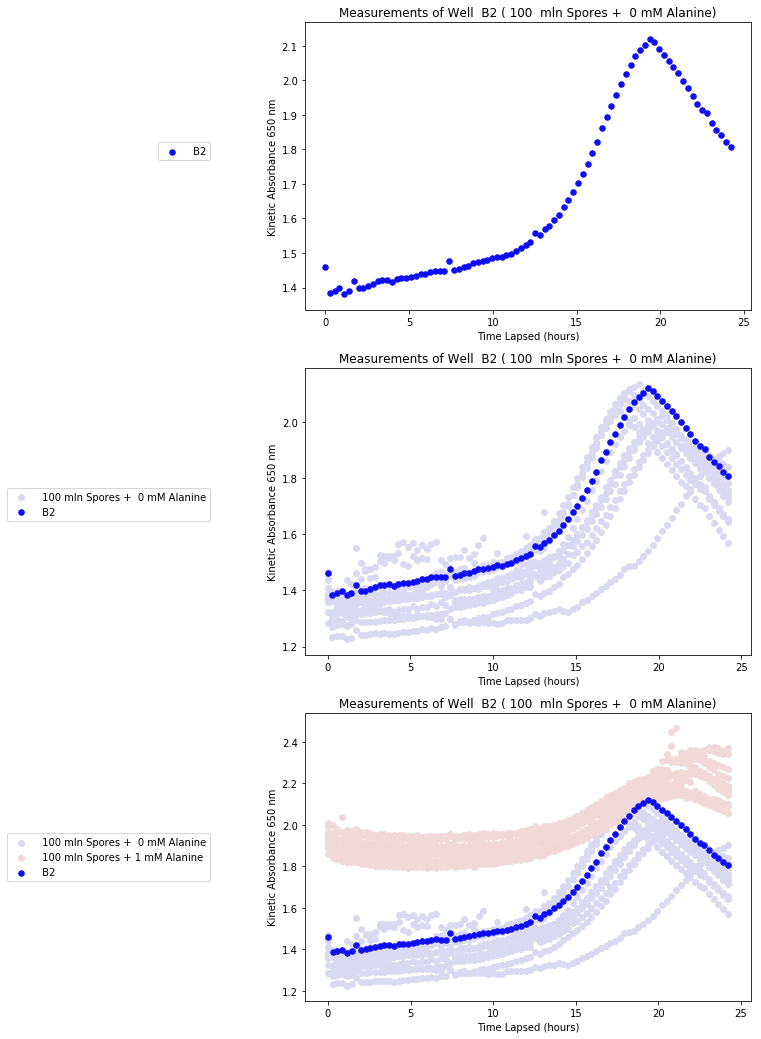 Measurements of Well  B2 ( 100  mln Spores +  0 mM Alanine)
2.1
2.0
1.9
1.8
1.7
1.6
1.5
1.4
Kinetic Absorbance 650 nm
B2
0 5 10 15 20 25
Time Lapsed (hours)
Measurements of Well  B2 ( 100  mln Spores +  0 mM Alanine)
2.0
1.8
1.6
1.4
1.2
Kinetic Absorbance 650 nm
100 mln Spores +  0 mM Alanine
B2
0 5 10 15 20 25
Time Lapsed (hours)
Measurements of Well  B2 ( 100  mln Spores +  0 mM Alanine)
2.4
2.2
2.0
1.8
1.6
1.4
1.2
Kinetic Absorbance 650 nm
100 mln Spores +  0 mM Alanine
100 mln Spores + 1 mM Alanine
B2
0 5 10 15 20 25
Time Lapsed (hours)